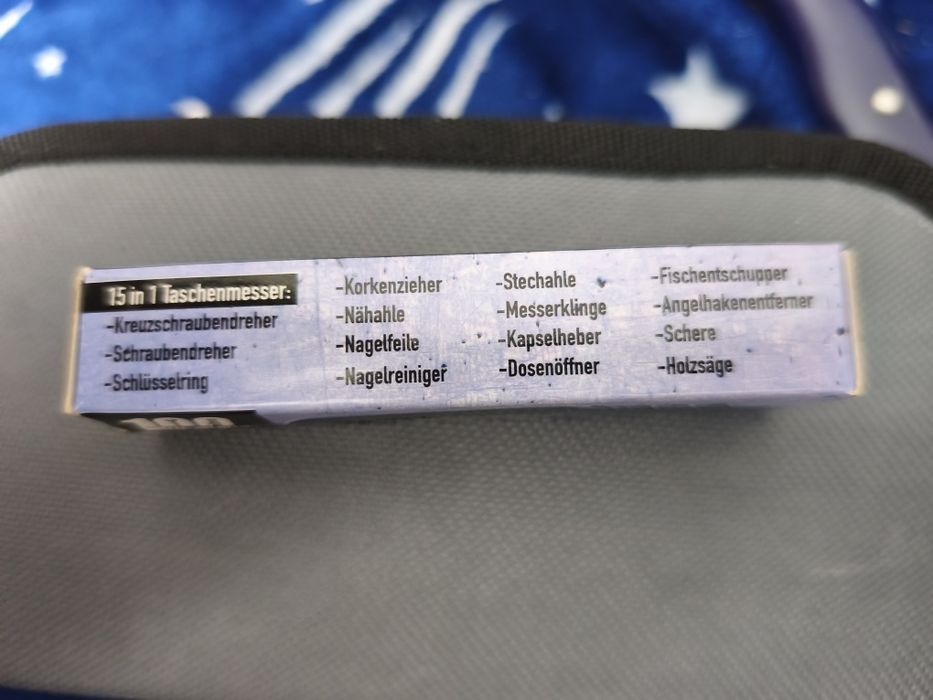 15 in 1 Taschenmesser:
-Kreuzschraubendreher
-Schraubendreher
-Schlüsselring
-Korkenzieher
-Nähahle
-Nagelfeile
-Nagelreiniger
-Stechahle
-Messerklinge
-Kapselheber
-Dosenöffner
-Fischentschupper
-Angelhakenentferner
-Schere
-Holzsäge